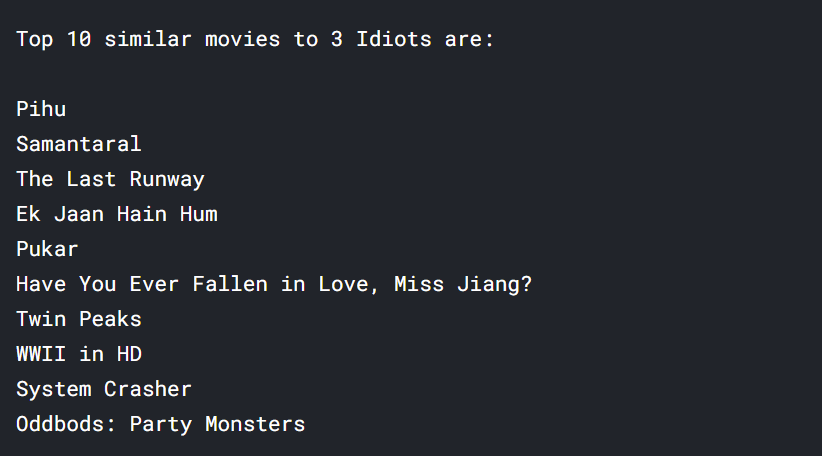 Top 10 similar movies to 3 Idiots are:
Pihu
Samantaral
The Last Runway
Ek Jaan Hain Hum
Pukar
Have You Ever Fallen in Love, Miss Jiang?
Twin Peaks
WWII in HD
System Crasher
Oddbods: Party Monsters